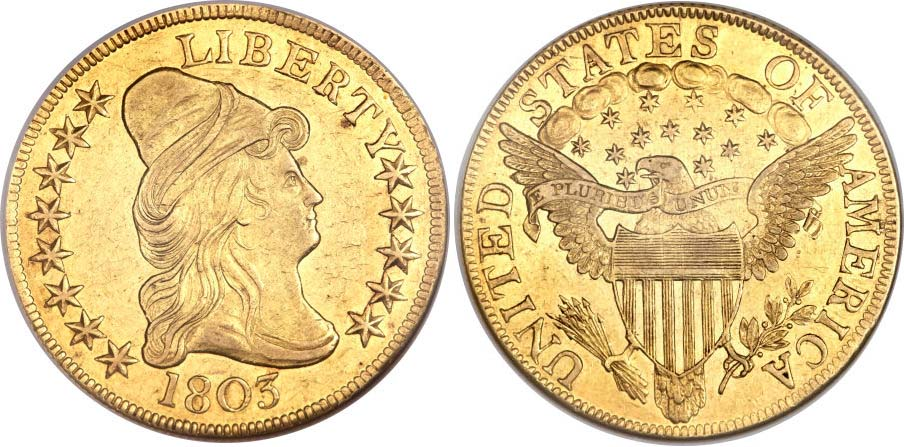 LIBERTY
1803
UNITED STATES OF AMERICA
E PLURIBUS UNUM